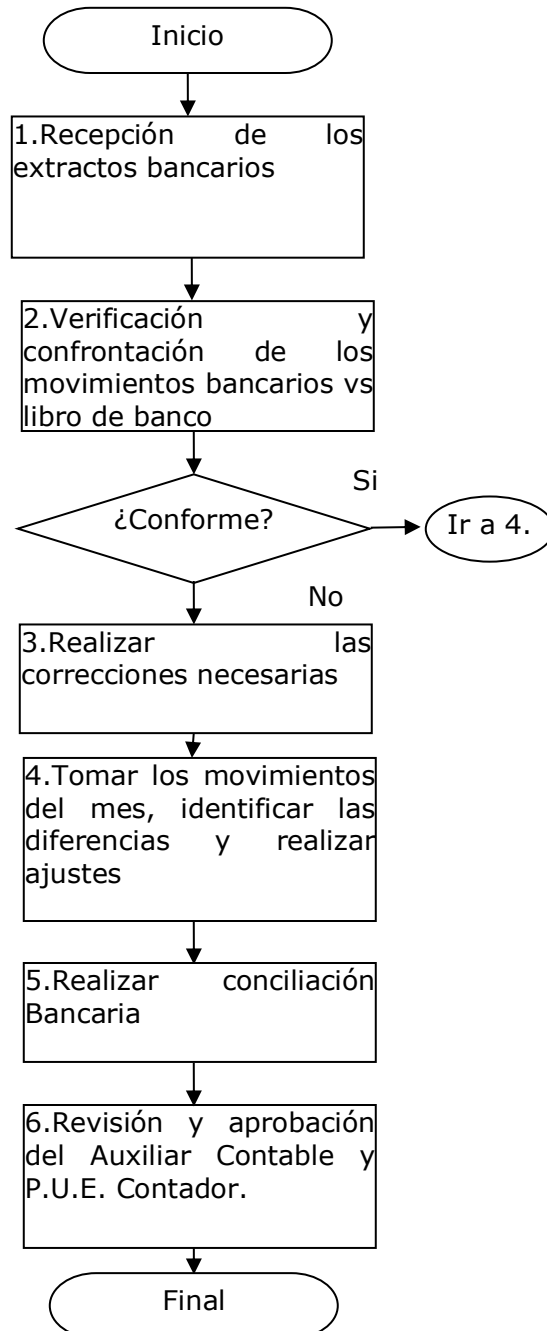 Inicio
1.Recepción de los
extractos bancarios
2.Verificación y
confrontación de los
movimientos bancarios vs
libro de banco
Si
¿Conforme?
Ir a 4.
No
3.Realizar las
correcciones necesarias
4.Tomar los movimientos
del mes, identificar las
diferencias y realizar
ajustes
5.Realizar conciliación
Bancaria
6.Revisión y aprobación
del Auxiliar Contable y
P.U.E. Contador.
Final